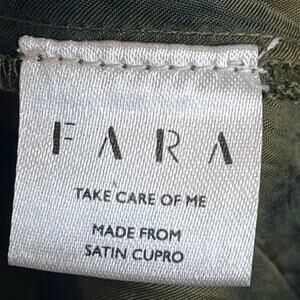 FARA
TAKE CARE OF ME
MADE FROM
SATIN CUPRO